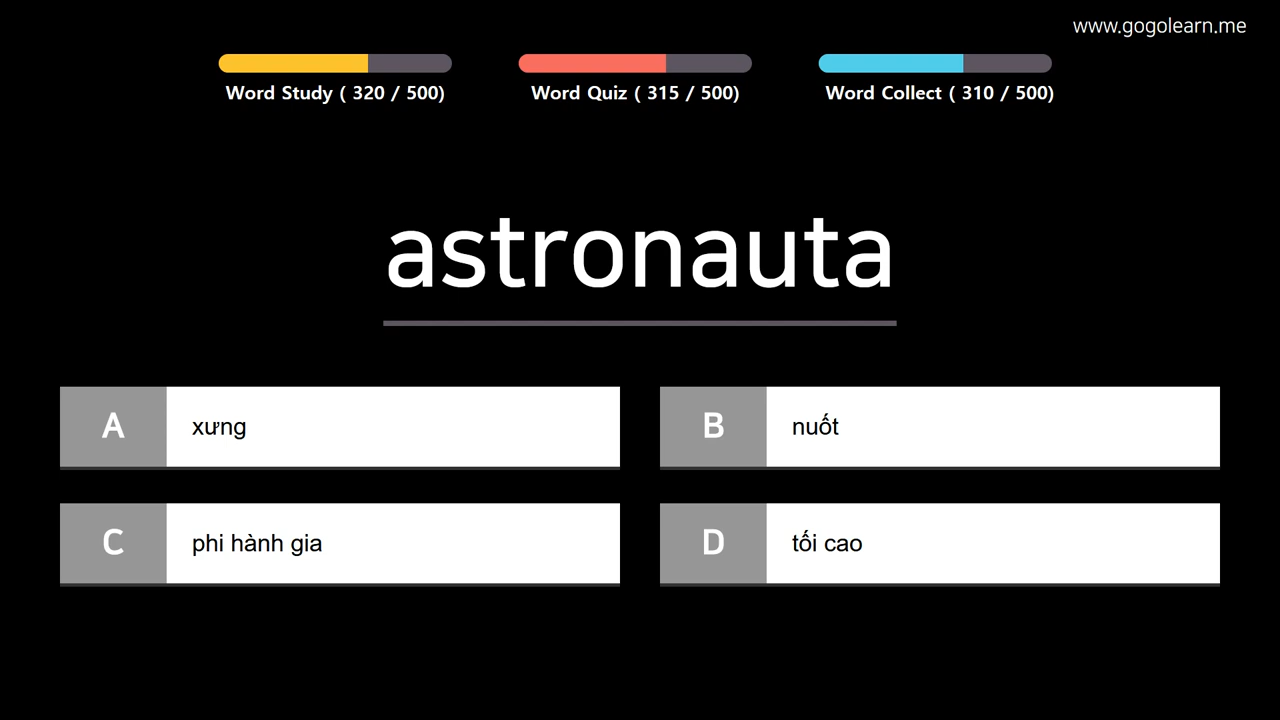 www.gogolearn.me
Word Study ( 320 / 500)
Word Quiz ( 315 / 500)
Word Collect ( 310 / 500)
astronauta
A
xưng
B
nuốt
C
phi hành gia
D
tối cao